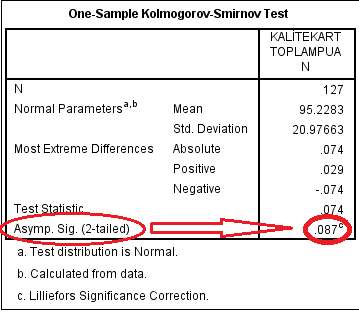 One-Sample Kolmogorov-Smirnov Test
KALİTEKART
TOPLAMPUA
N
N 127
Normal Parameters a,b Mean 95.2283
Std. Deviation 20.97663
Most Extreme Differences Absolute .074
Positive .029
Negative -.074
Test Statistic .074
Asymp. Sig. (2-tailed) .087 c
a. Test distribution is Normal.
b. Calculated from data.
c. Lilliefors Significance Correction.